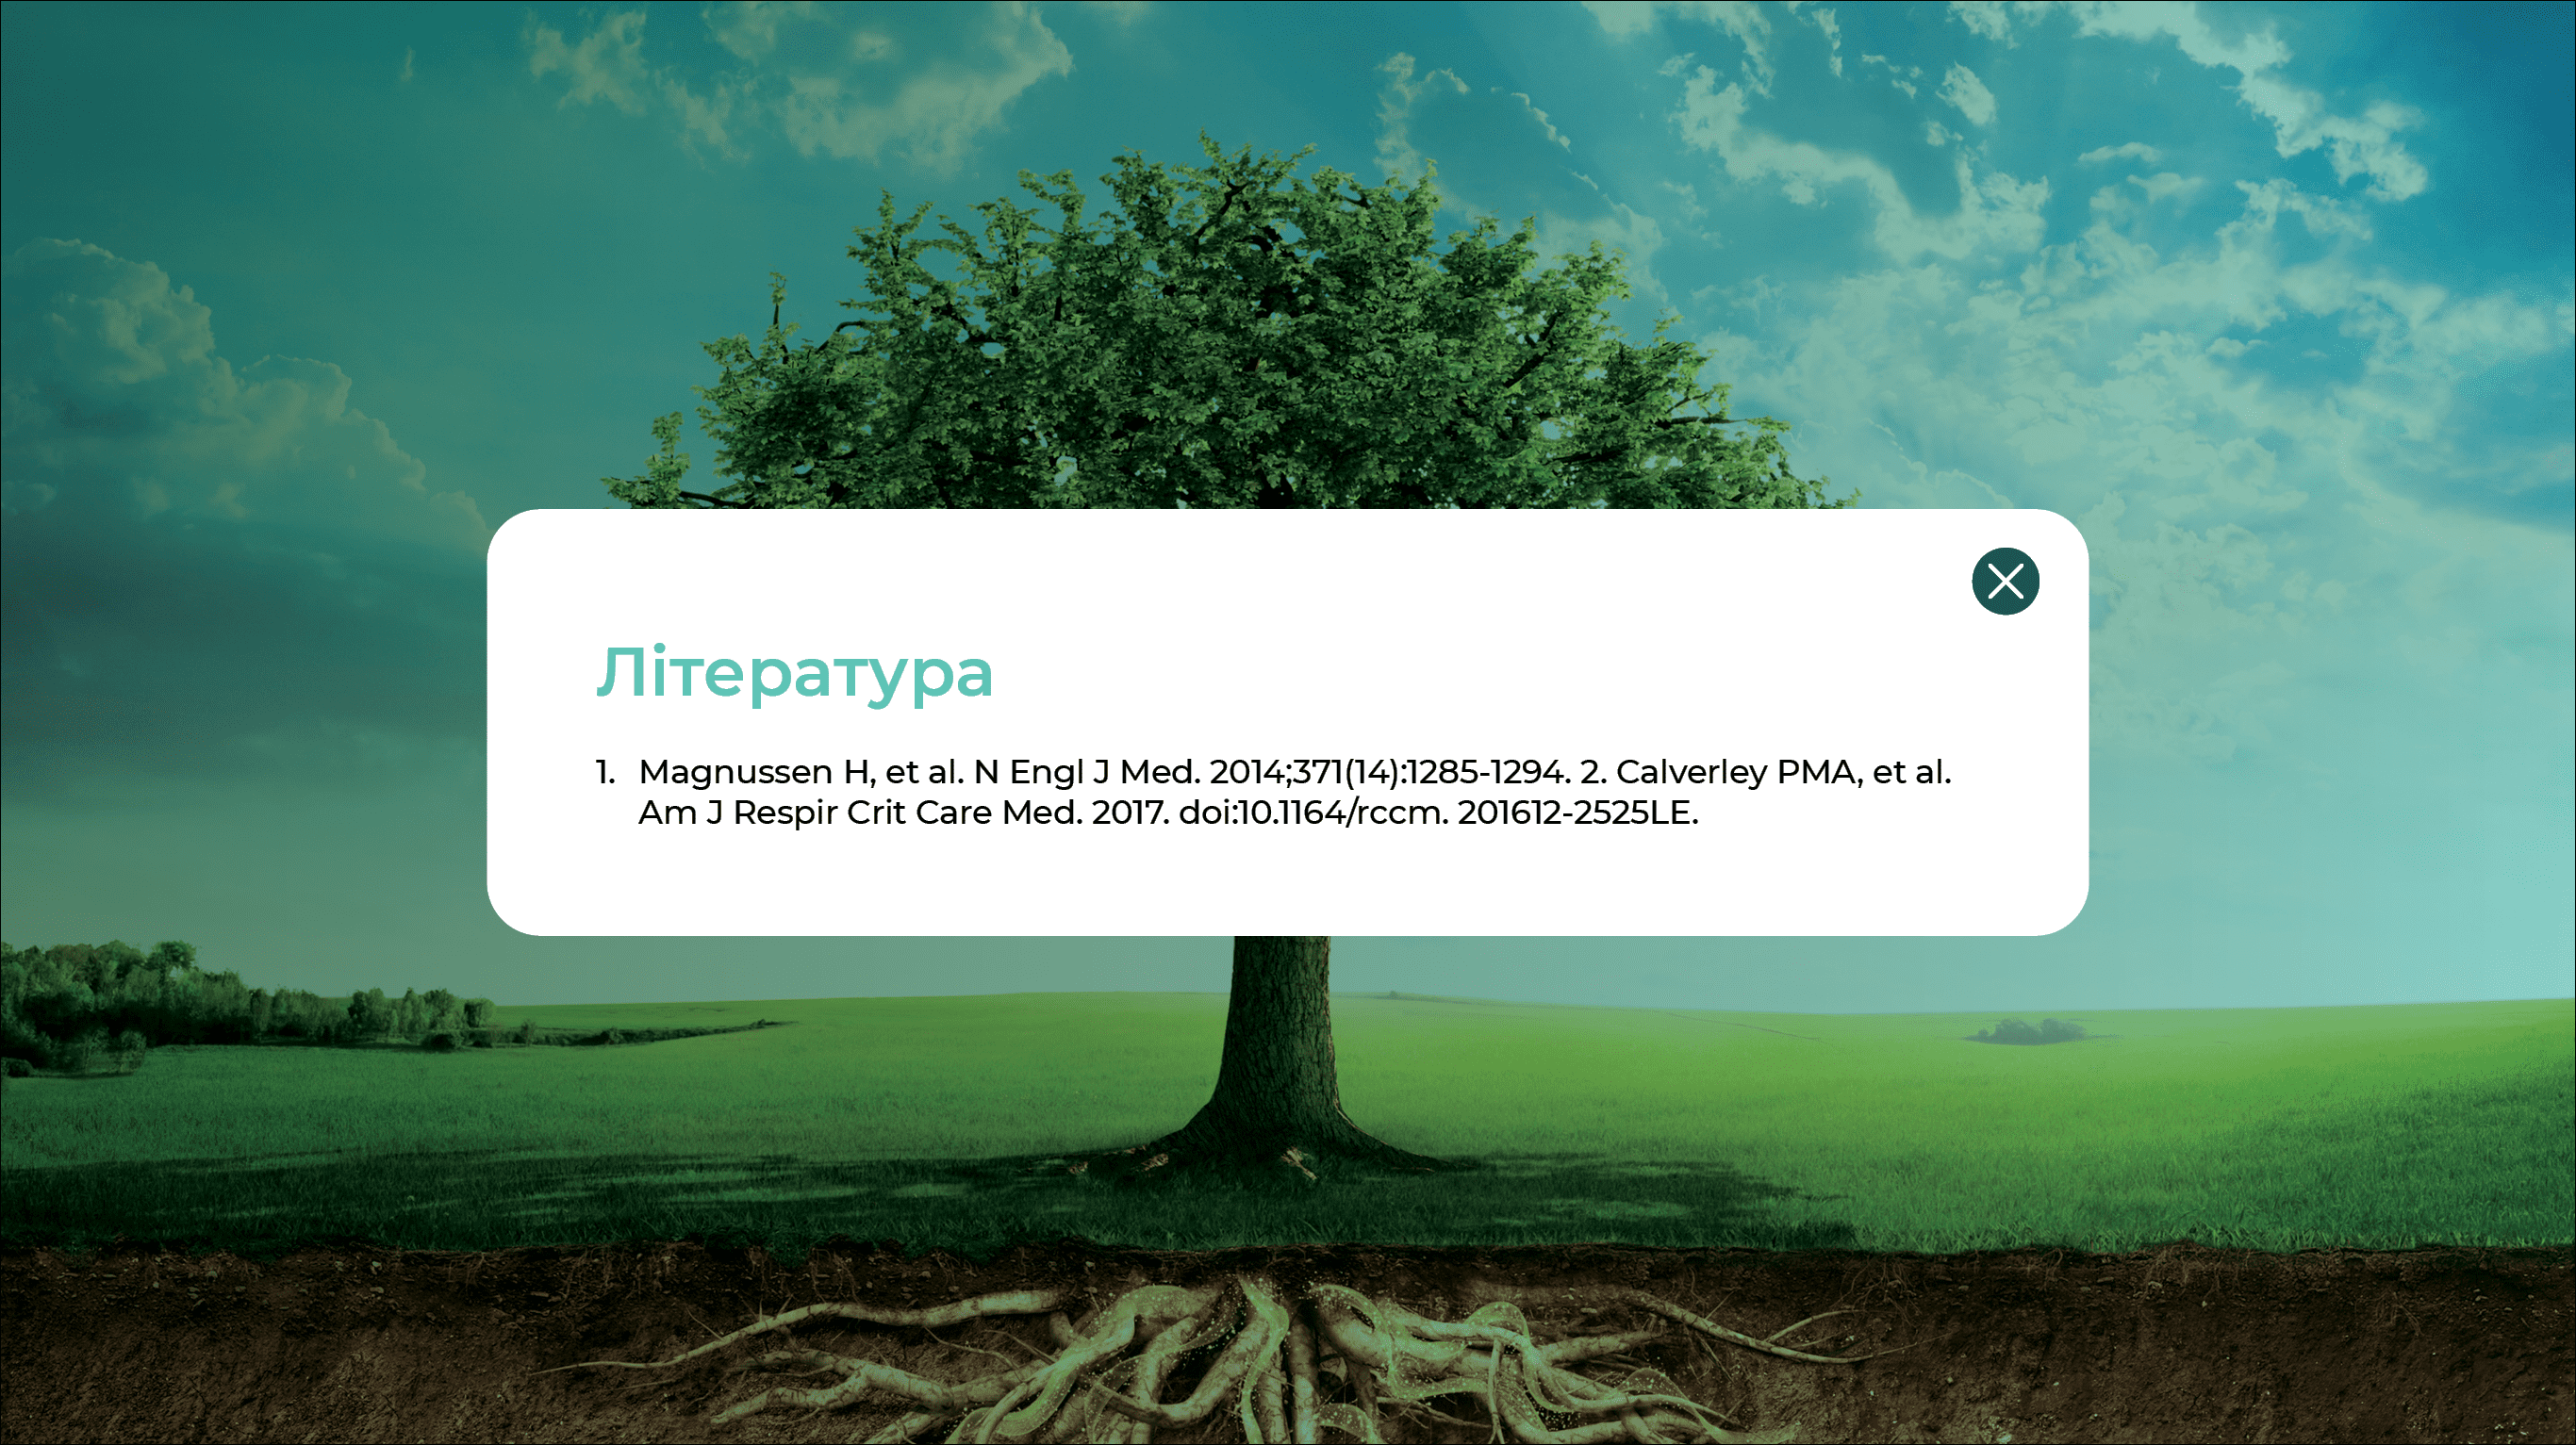 Література
1. Magnussen H, et al. N Engl J Med. 2014;371(14):1285-1294. 2. Calverley PMA, et al.
Am J Respir Crit Care Med. 2017. doi:10.1164/rccm. 201612-2525LE.